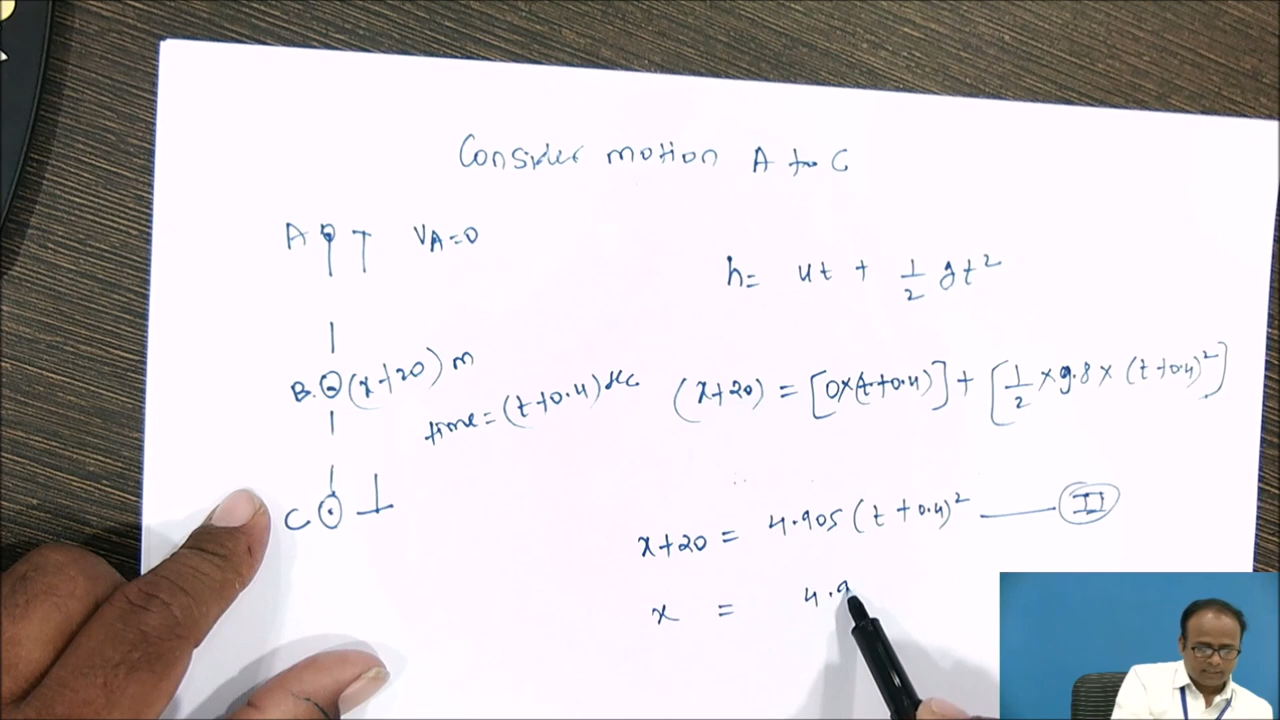 Consider motion A to C
A V_A=0
h= ut + 1/2 gt²
B. (x+20) m
time=(t+0.4)sec
(x+20) = [0×(t+0.4)] + [1/2 × 9.8 × (t+0.4)²]
C
x+20 = 4.905 (t+0.4)² —— II
x = 4.9